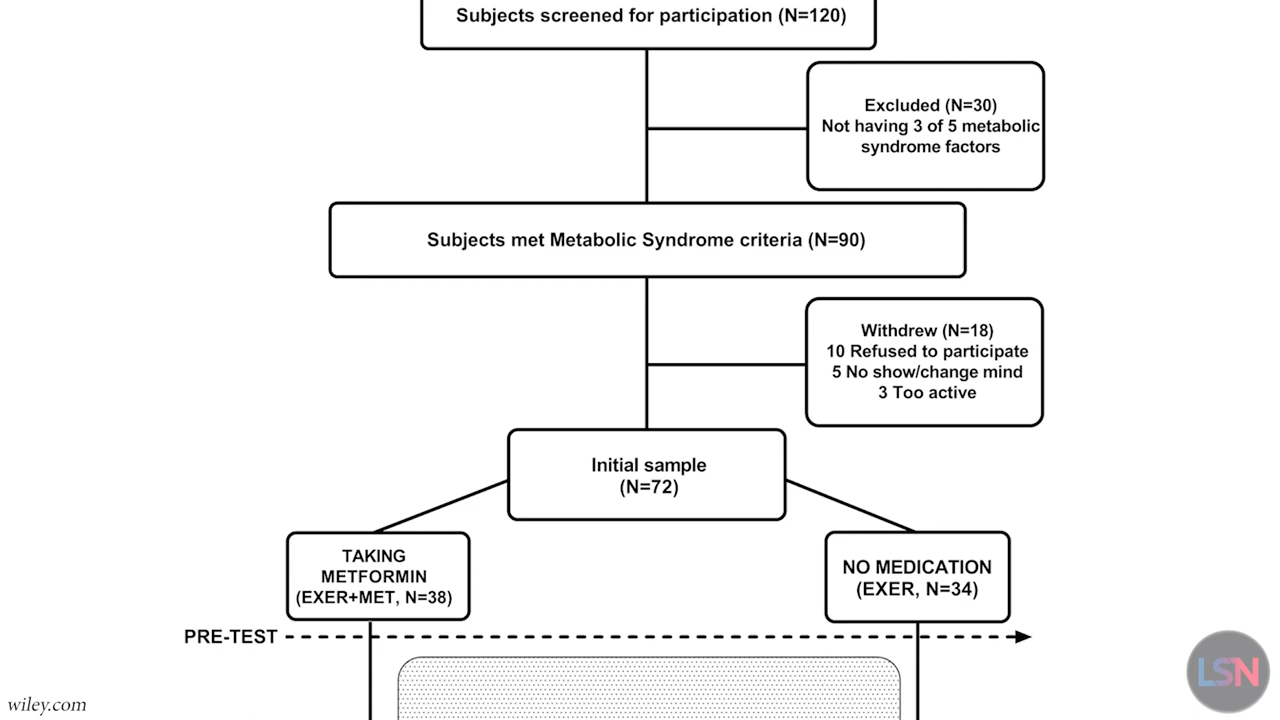 Subjects screened for participation (N=120)
Excluded (N=30)
Not having 3 of 5 metabolic
syndrome factors
Subjects met Metabolic Syndrome criteria (N=90)
Withdrew (N=18)
10 Refused to participate
5 No show/change mind
3 Too active
Initial sample
(N=72)
TAKING
METFORMIN
(EXER+MET, N=38)
NO MEDICATION
(EXER, N=34)
PRE-TEST
LSN
wiley.com